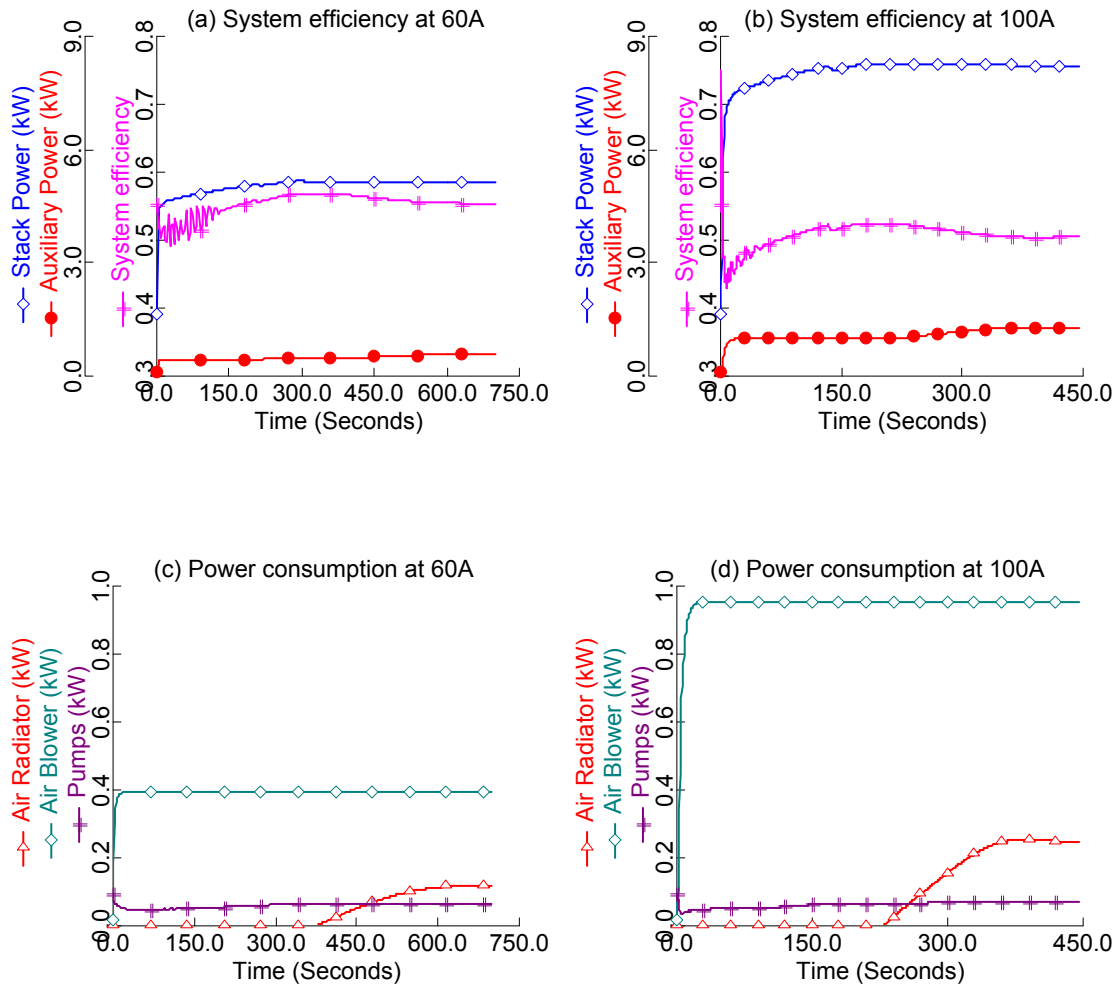 (a) System efficiency at 60A
Stack Power (kW)
Auxiliary Power (kW)
0.0 3.0 6.0 9.0
System efficiency
0.3 0.4 0.5 0.6 0.7 0.8
0.0 150.0 300.0 450.0 600.0 750.0
Time (Seconds)
(b) System efficiency at 100A
Stack Power (kW)
Auxiliary Power (kW)
0.0 3.0 6.0 9.0
System efficiency
0.3 0.4 0.5 0.6 0.7 0.8
0.0 150.0 300.0 450.0
Time (Seconds)
(c) Power consumption at 60A
Air Radiator (kW)
Air Blower (kW)
Pumps (kW)
0 0.2 0.4 0.6 0.8 1.0
0.0 150.0 300.0 450.0 600.0 750.0
Time (Seconds)
(d) Power consumption at 100A
Air Radiator (kW)
Air Blower (kW)
Pumps (kW)
0 0.2 0.4 0.6 0.8 1.0
0.0 150.0 300.0 450.0
Time (Seconds)